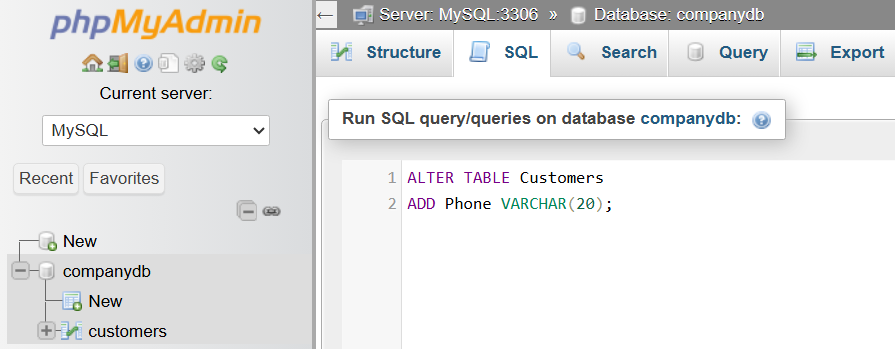 phpMyAdmin
Current server:
MySQL
Recent Favorites
New
companydb
New
customers
Server: MySQL:3306 » Database: companydb
Structure SQL Search Query Export
Run SQL query/queries on database companydb:
1 ALTER TABLE Customers
2 ADD Phone VARCHAR(20);